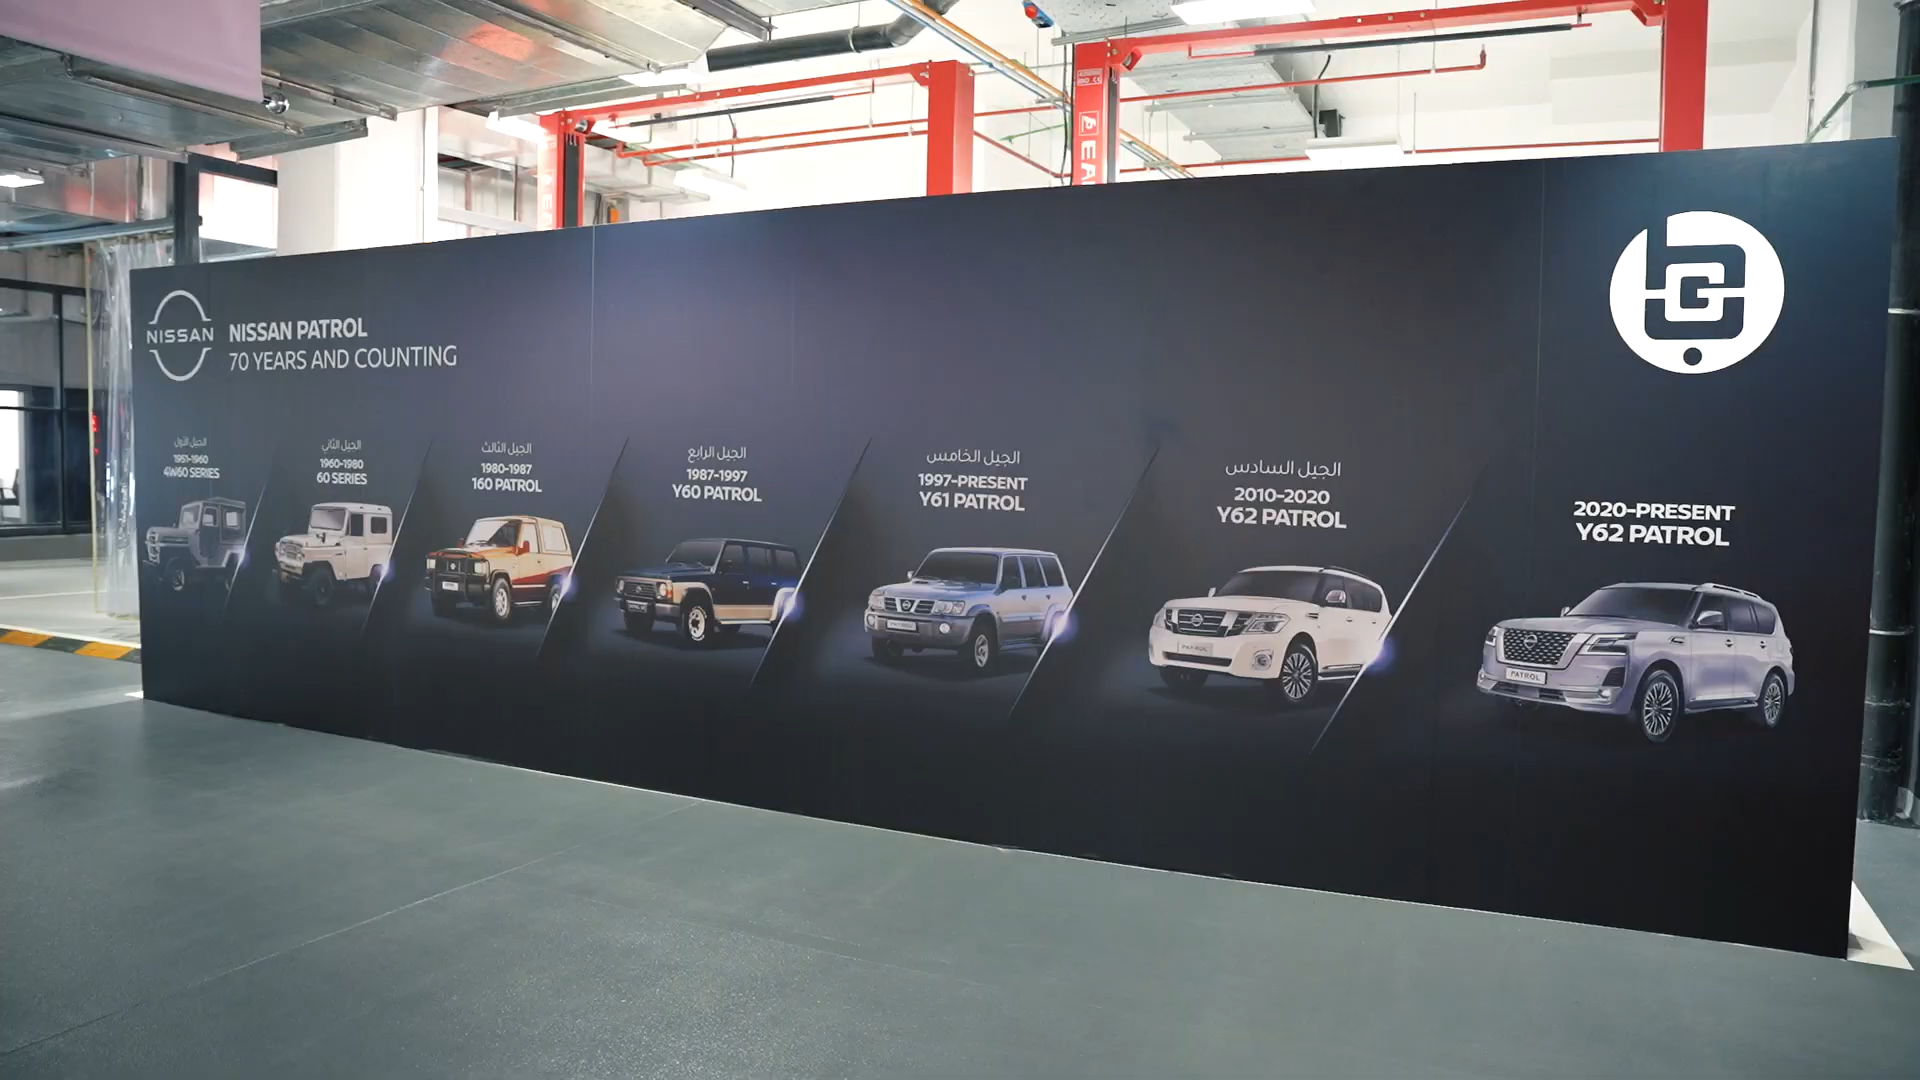 NISSAN
NISSAN PATROL
70 YEARS AND COUNTING
الجيل الأول
1951-1960
4W60 SERIES
الجيل الثاني
1960-1980
60 SERIES
الجيل الثالث
1980-1987
160 PATROL
الجيل الرابع
1987-1997
Y60 PATROL
الجيل الخامس
1997-PRESENT
Y61 PATROL
الجيل السادس
2010-2020
Y62 PATROL
PATROL
2020-PRESENT
Y62 PATROL
PATROL